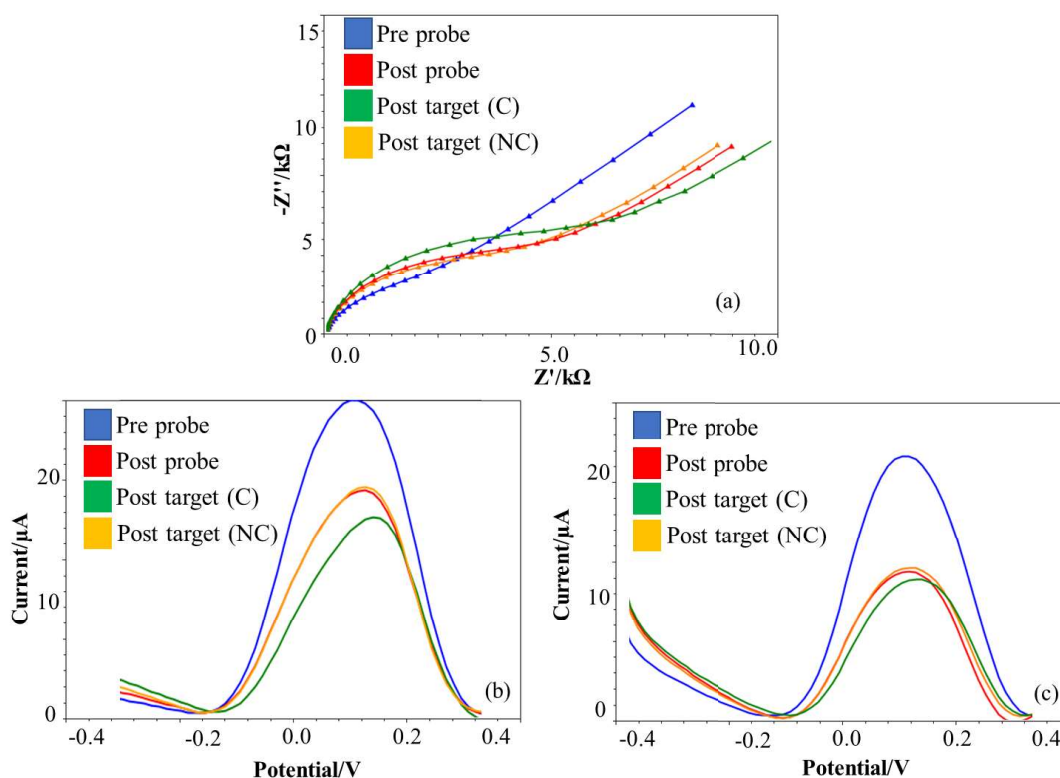 15
Pre probe
Post probe
Post target (C)
Post target (NC)
10
-Z''/kΩ
5
(a)
0
0.0
5.0
10.0
Z'/kΩ
Pre probe
Post probe
Post target (C)
Post target (NC)
20
Current/µA
10
(b)
0
-0.4
-0.2
0.0
0.2
0.4
Potential/V
Pre probe
Post probe
Post target (C)
Post target (NC)
20
Current/µA
10
(c)
0
-0.4
-0.2
0.0
0.2
0.4
Potential/V